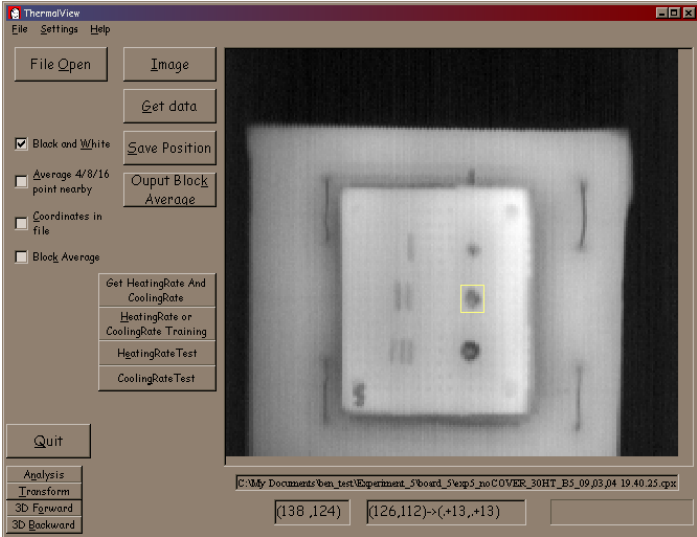 ThermalView
File Settings Help
File Open
Image
Get data
Black and White
Save Position
Average 4/8/16
point nearby
Ouput Block
Average
Coordinates in
file
Block Average
Get HeatingRate And
CoolingRate
HeatingRate or
CoolingRate Training
HeatingRateTest
CoolingRateTest
5
Quit
Analysis
Transform
3D Forward
3D Backward
C:\My Documents\ben_test\Experiment_5\board_5\exp5_noCOVER_30HT_B5_09,03,04 19.40.25.cpx
(138 ,124)
(126,112)->(.+13,.+13)